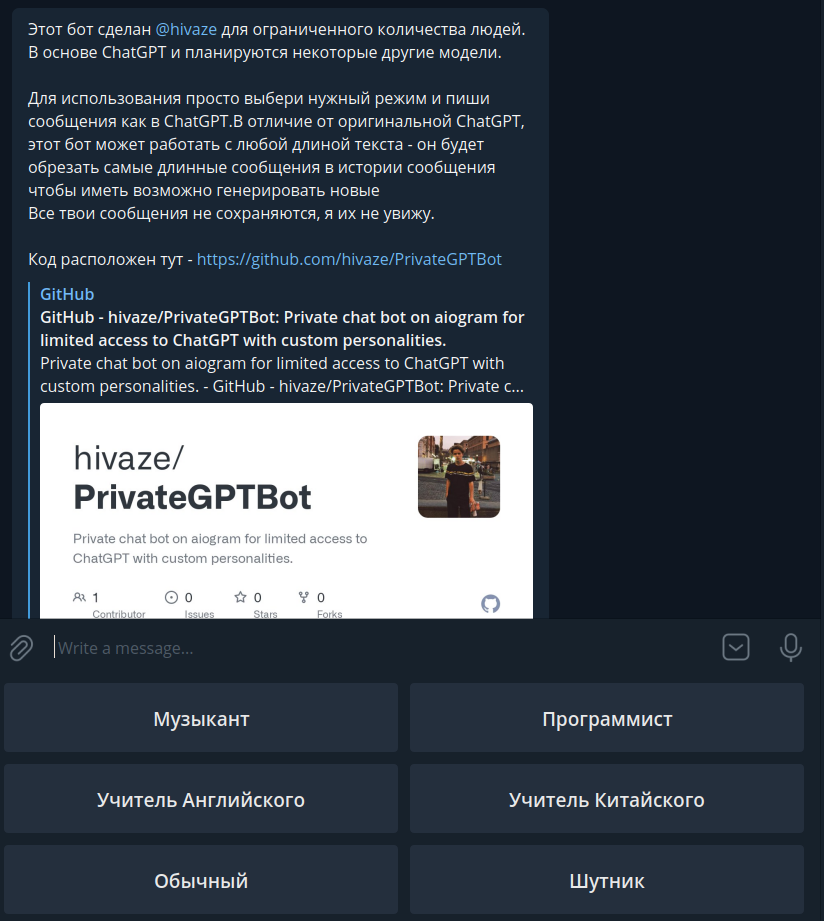 Этот бот сделан @hivaze для ограниченного количества людей.
В основе ChatGPT и планируются некоторые другие модели.
Для использования просто выбери нужный режим и пиши
сообщения как в ChatGPT.В отличие от оригинальной ChatGPT,
этот бот может работать с любой длиной текста - он будет
обрезать самые длинные сообщения в истории сообщения
чтобы иметь возможно генерировать новые
Все твои сообщения не сохраняются, я их не увижу.
Код расположен тут - https://github.com/hivaze/PrivateGPTBot
GitHub
GitHub - hivaze/PrivateGPTBot: Private chat bot on aiogram for
limited access to ChatGPT with custom personalities.
Private chat bot on aiogram for limited access to ChatGPT with
custom personalities. - GitHub - hivaze/PrivateGPTBot: Private c...
hivaze/
PrivateGPTBot
Private chat bot on aiogram for limited access to
ChatGPT with custom personalities.
1 0 0 0
Contributor Issues Stars Forks
Write a message...
Музыкант Программист
Учитель Английского Учитель Китайского
Обычный Шутник